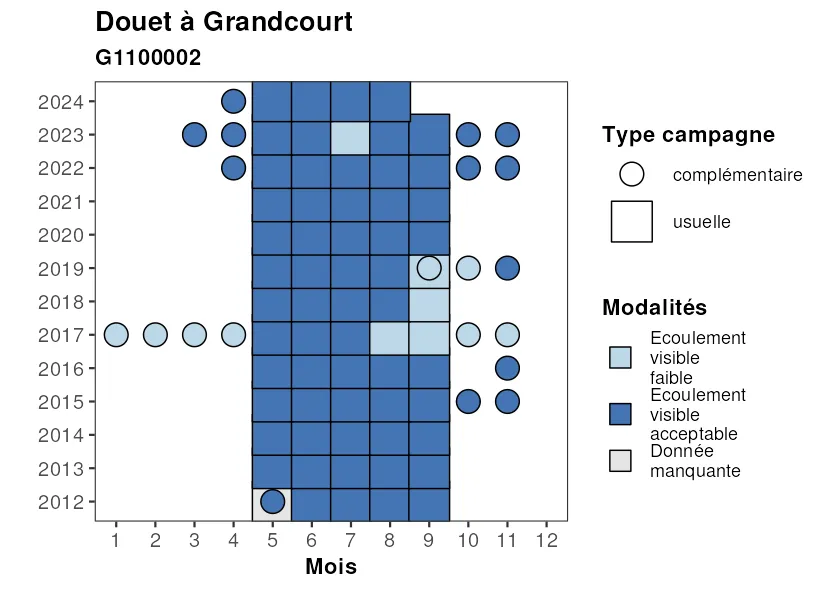 Douet à Grandcourt
G1100002
2024
2023
2022
2021
2020
2019
2018
2017
2016
2015
2014
2013
2012
1 2 3 4 5 6 7 8 9 10 11 12
Mois
Type campagne
complémentaire
usuelle
Modalités
Ecoulement
visible
faible
Ecoulement
visible
acceptable
Donnée
manquante